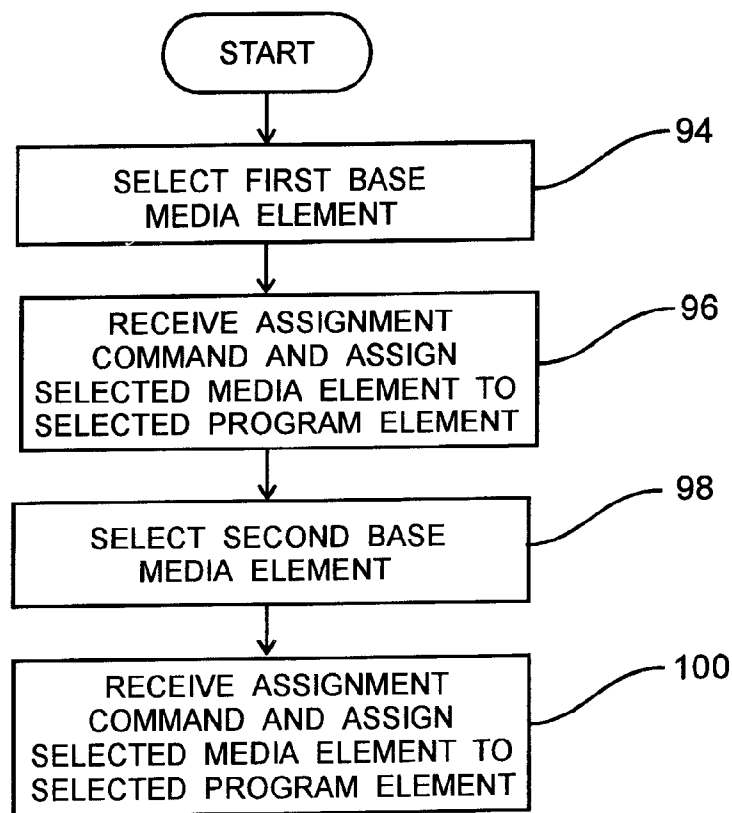 START
94
SELECT FIRST BASE
MEDIA ELEMENT
96
RECEIVE ASSIGNMENT
COMMAND AND ASSIGN
SELECTED MEDIA ELEMENT TO
SELECTED PROGRAM ELEMENT
98
SELECT SECOND BASE
MEDIA ELEMENT
100
RECEIVE ASSIGNMENT
COMMAND AND ASSIGN
SELECTED MEDIA ELEMENT TO
SELECTED PROGRAM ELEMENT